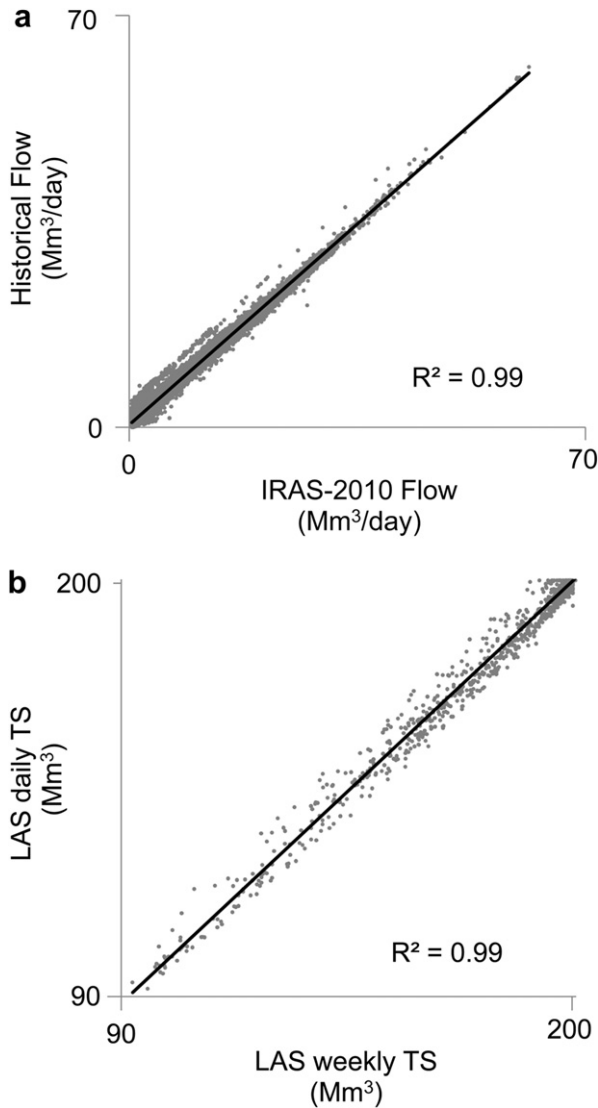 a
70
Historical Flow
(Mm³/day)
R² = 0.99
0
0
70
IRAS-2010 Flow
(Mm³/day)
b
200
LAS daily TS
(Mm³)
R² = 0.99
90
90
200
LAS weekly TS
(Mm³)